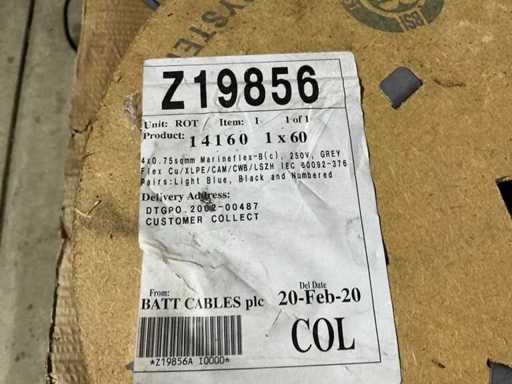 SYSTEM
Z19856
Unit: ROT Item: 1 1 of 1
Product: 14160 1x60
4x0.75sqmm Marineflex-B(c), 250V, GREY
Flex Cu/XLPE/CAM/CWB/LSZH IEC 60092-376
Pairs:Light Blue, Black and Numbered
Delivery Address:
DTGPO.2002-00487
CUSTOMER COLLECT
From: Del Date
BATT CABLES plc 20-Feb-20
COL
*Z19856A I0000*